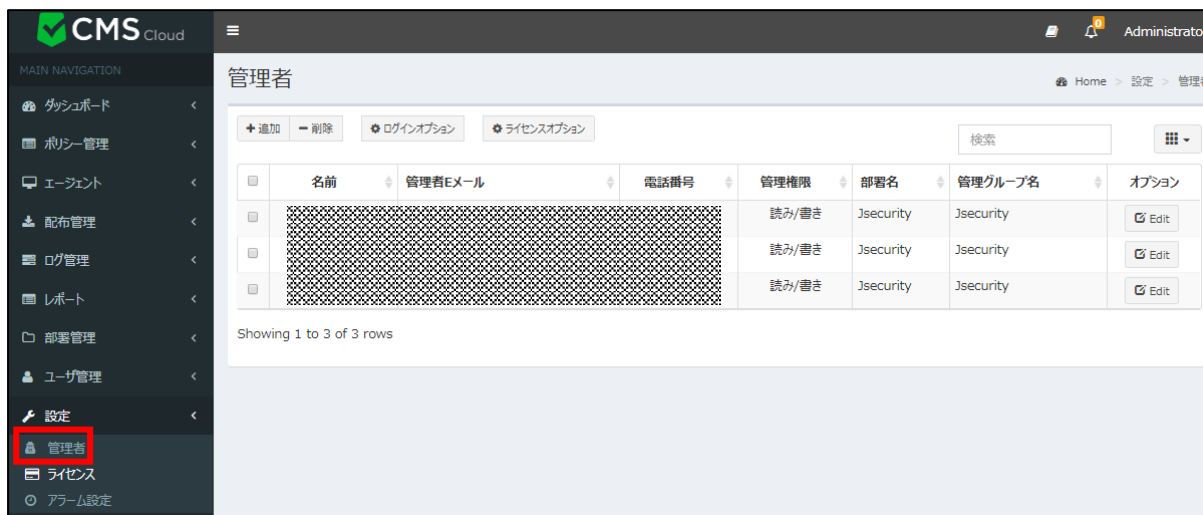 CMS Cloud
0
Administrato
MAIN NAVIGATION
ダッシュボード
ポリシー管理
エージェント
配布管理
ログ管理
レポート
部署管理
ユーザ管理
設定
管理者
ライセンス
アラーム設定
管理者
Home > 設定 > 管理者
追加 削除 ログインオプション ライセンスオプション
検索
名前 管理者Eメール 電話番号 管理権限 部署名 管理グループ名 オプション
読み/書き Jsecurity Jsecurity Edit
読み/書き Jsecurity Jsecurity Edit
読み/書き Jsecurity Jsecurity Edit
Showing 1 to 3 of 3 rows